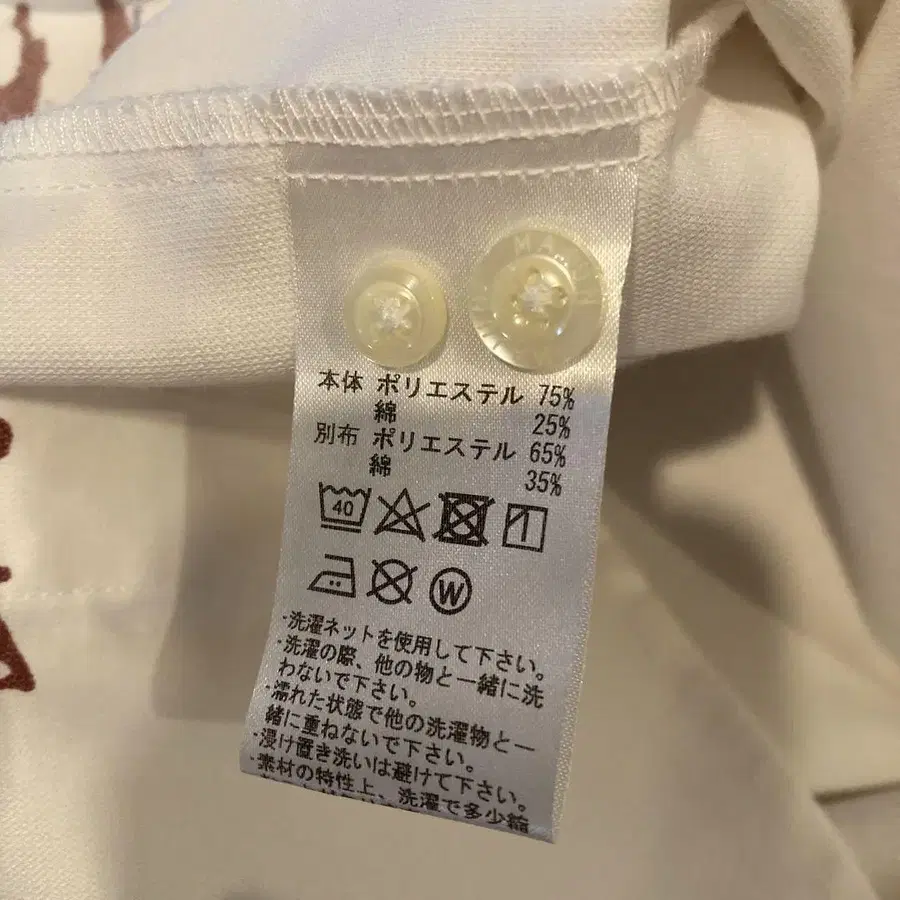 本体 ポリエステル 75%
綿 25%
別布 ポリエステル 65%
綿 35%
40
W
・洗濯ネットを使用して下さい。
・洗濯の際、他の物と一緒に洗
わないで下さい。
・濡れた状態で他の洗濯物と一
緒に重ねないで下さい。
・浸け置き洗いは避けて下さい。
・素材の特性上、洗濯で多少縮